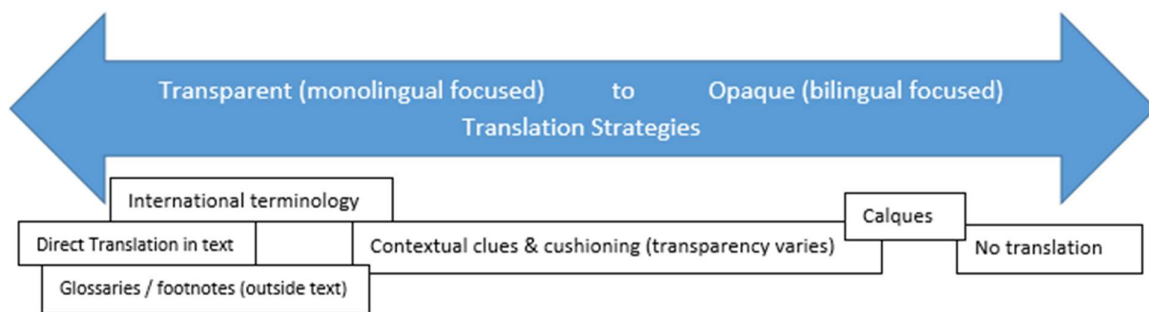 Transparent (monolingual focused) to Opaque (bilingual focused)
Translation Strategies
International terminology
Calques
Direct Translation in text
Contextual clues & cushioning (transparency varies)
No translation
Glossaries / footnotes (outside text)